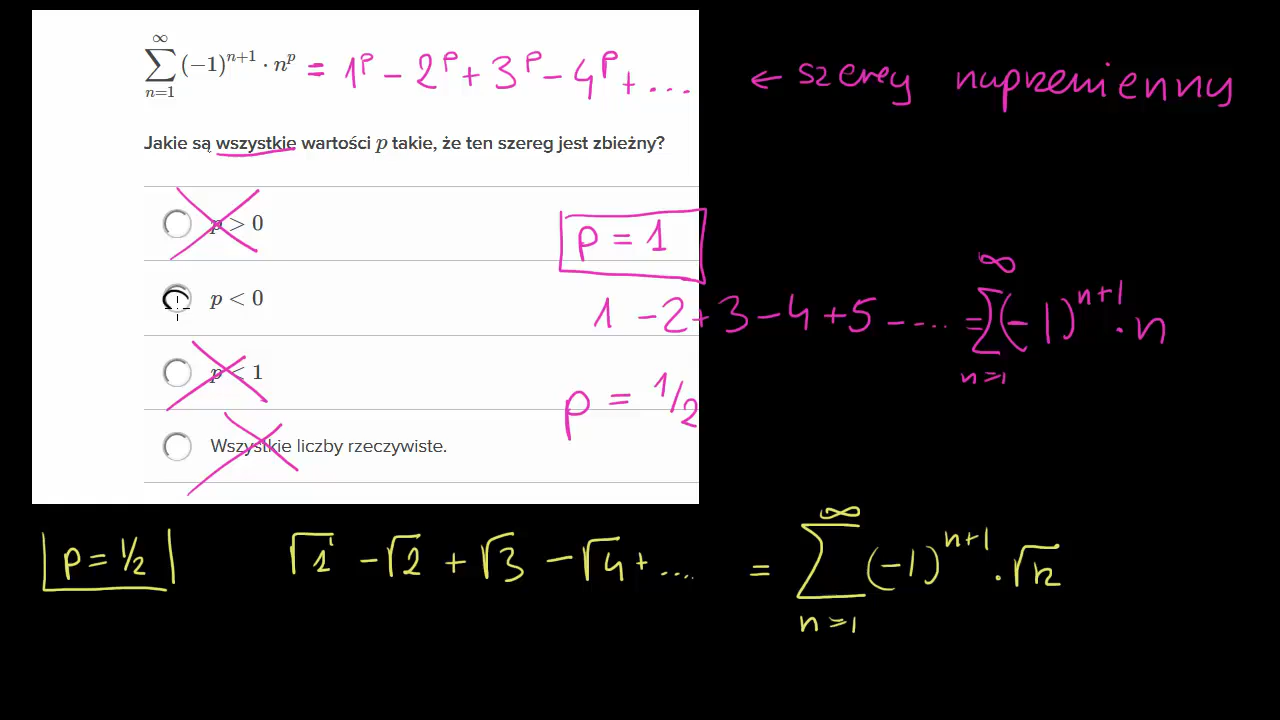 ∑_{n=1}^{∞} (−1)^{n+1} · n^p = 1^p − 2^p + 3^p − 4^p + ... ← szereg naprzemienny
Jakie są wszystkie wartości p takie, że ten szereg jest zbieżny?
p > 0
p = 1
p < 0
1 − 2 + 3 − 4 + 5 − .... = ∑_{n=1}^{∞} (−1)^{n+1} · n
p < 1
p = 1/2
Wszystkie liczby rzeczywiste.
p = 1/2 √1 − √2 + √3 − √4 + .... = ∑_{n=1}^{∞} (−1)^{n+1} · √n